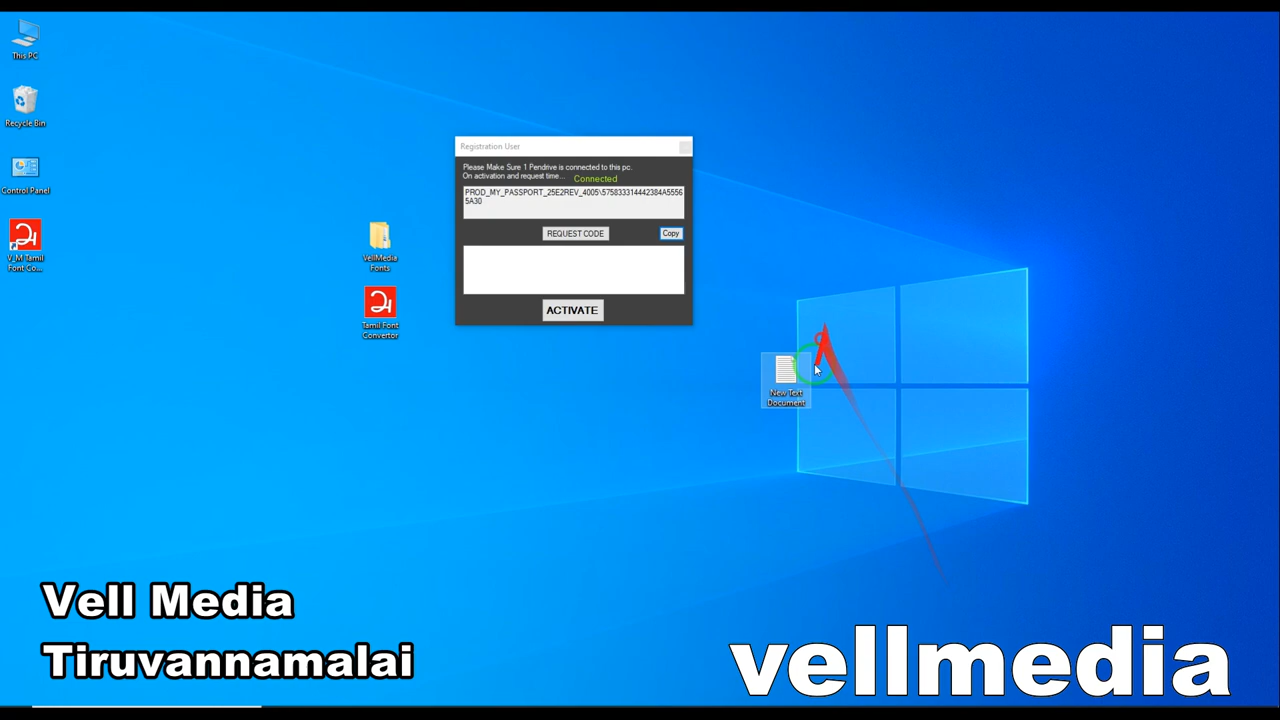 This PC
Recycle Bin
Control Panel
V_M Tamil
Font Co...
VellMedia
Fonts
Tamil Font
Convertor
Registration User
Please Make Sure 1 Pendrive is connected to this pc.
On activation and request time... Connected
PROD_MY_PASSPORT_25E2REV_4005\575833314442384A5556
5A30
REQUEST CODE
Copy
ACTIVATE
New Text
Document
Vell Media
Tiruvannamalai
vellmedia